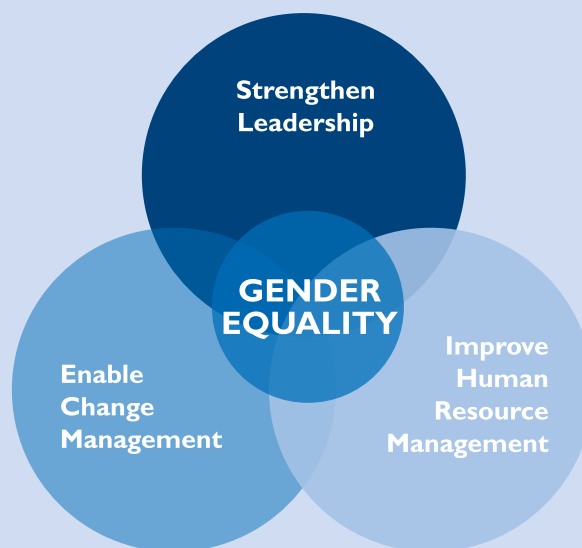 Strengthen
Leadership
GENDER
EQUALITY
Enable
Change
Management
Improve
Human
Resource
Management